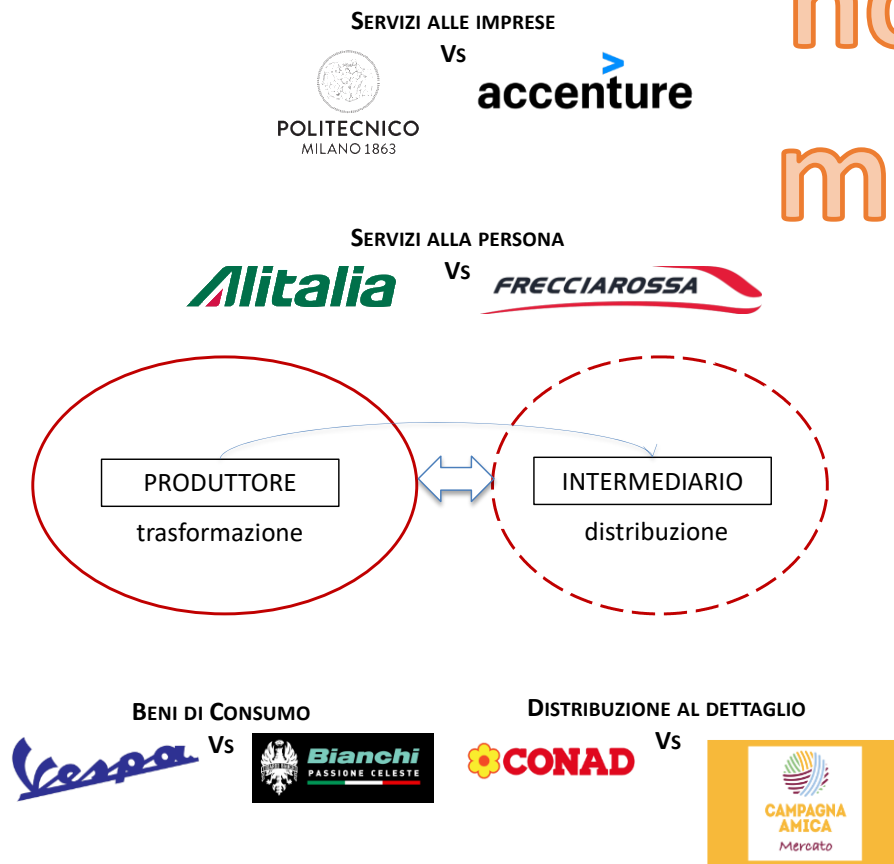 SERVIZI ALLE IMPRESE
Vs
POLITECNICO
MILANO 1863
accenture
SERVIZI ALLA PERSONA
Vs
Alitalia
FRECCIAROSSA
PRODUTTORE
trasformazione
INTERMEDIARIO
distribuzione
BENI DI CONSUMO
Vs
Vespa
Bianchi
PASSIONE CELESTE
DISTRIBUZIONE AL DETTAGLIO
Vs
CONAD
CAMPAGNA
AMICA
Mercato